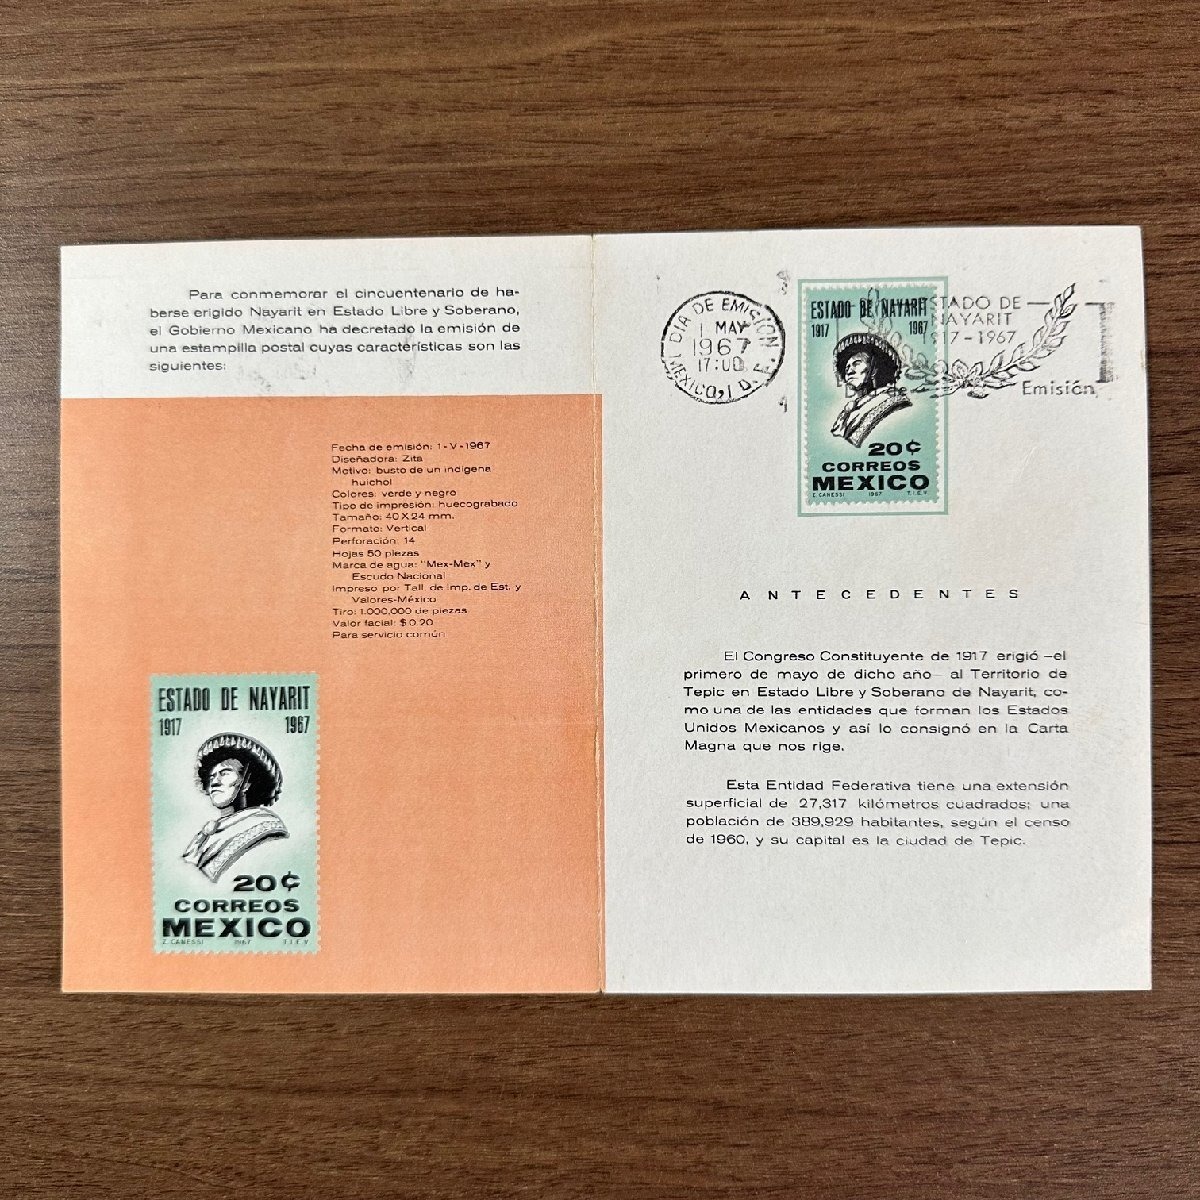 Para conmemorar el cincuentenario de ha-
berse erigido Nayarit en Estado Libre y Soberano,
el Gobierno Mexicano ha decretado la emisión de
una estampilla postal cuyas características son las
siguientes:
Fecha de emisión: 1-V-1967
Diseñadora: Zita
Motivo: busto de un indígena
huichol
Colores: verde y negro
Tipo de impresión: huecograbado
Tamaño: 40 X 24 mm.
Formato: Vertical
Perforación: 14
Hojas 50 piezas
Marca de agua: "Mex-Mex" y
Escudo Nacional
Impreso por Tall. de Imp. de Est. y
Valores-México
Tiro: 1.000,000 de piezas
Valor facial: $ 0.20
Para servicio común
ESTADO DE NAYARIT
1917 1967
20¢
CORREOS
MEXICO
Z. CANESSI 1967 T.I.E.V
DIA DE EMISION
1 MAY
1967
17:00
MEXICO, 1 D. F.
ESTADO DE NAYARIT
1917 1967
20¢
CORREOS
MEXICO
Z. CANESSI 1967 T.I.E.V
ESTADO DE
NAYARIT
1917-1967
Día de Emisión
ANTECEDENTES
El Congreso Constituyente de 1917 erigió —el
primero de mayo de dicho año— al Territorio de
Tepic en Estado Libre y Soberano de Nayarit, co-
mo una de las entidades que forman los Estados
Unidos Mexicanos y así lo consignó en la Carta
Magna que nos rige.
Esta Entidad Federativa tiene una extensión
superficial de 27,317 kilómetros cuadrados; una
población de 389,929 habitantes, según el censo
de 1960, y su capital es la ciudad de Tepic.